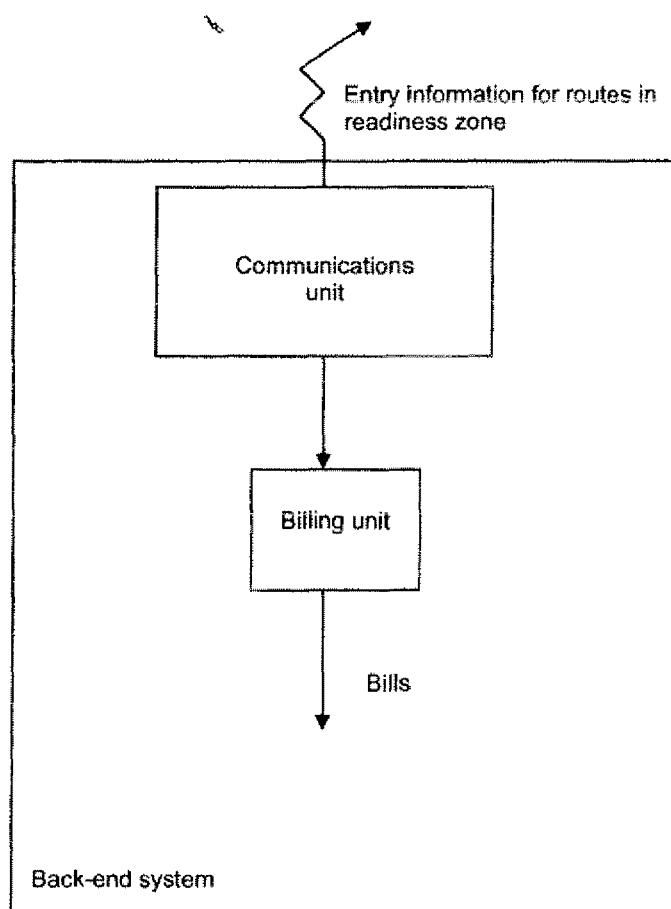 Entry information for routes in
readiness zone
Communications
unit
Billing unit
Bills
Back-end system